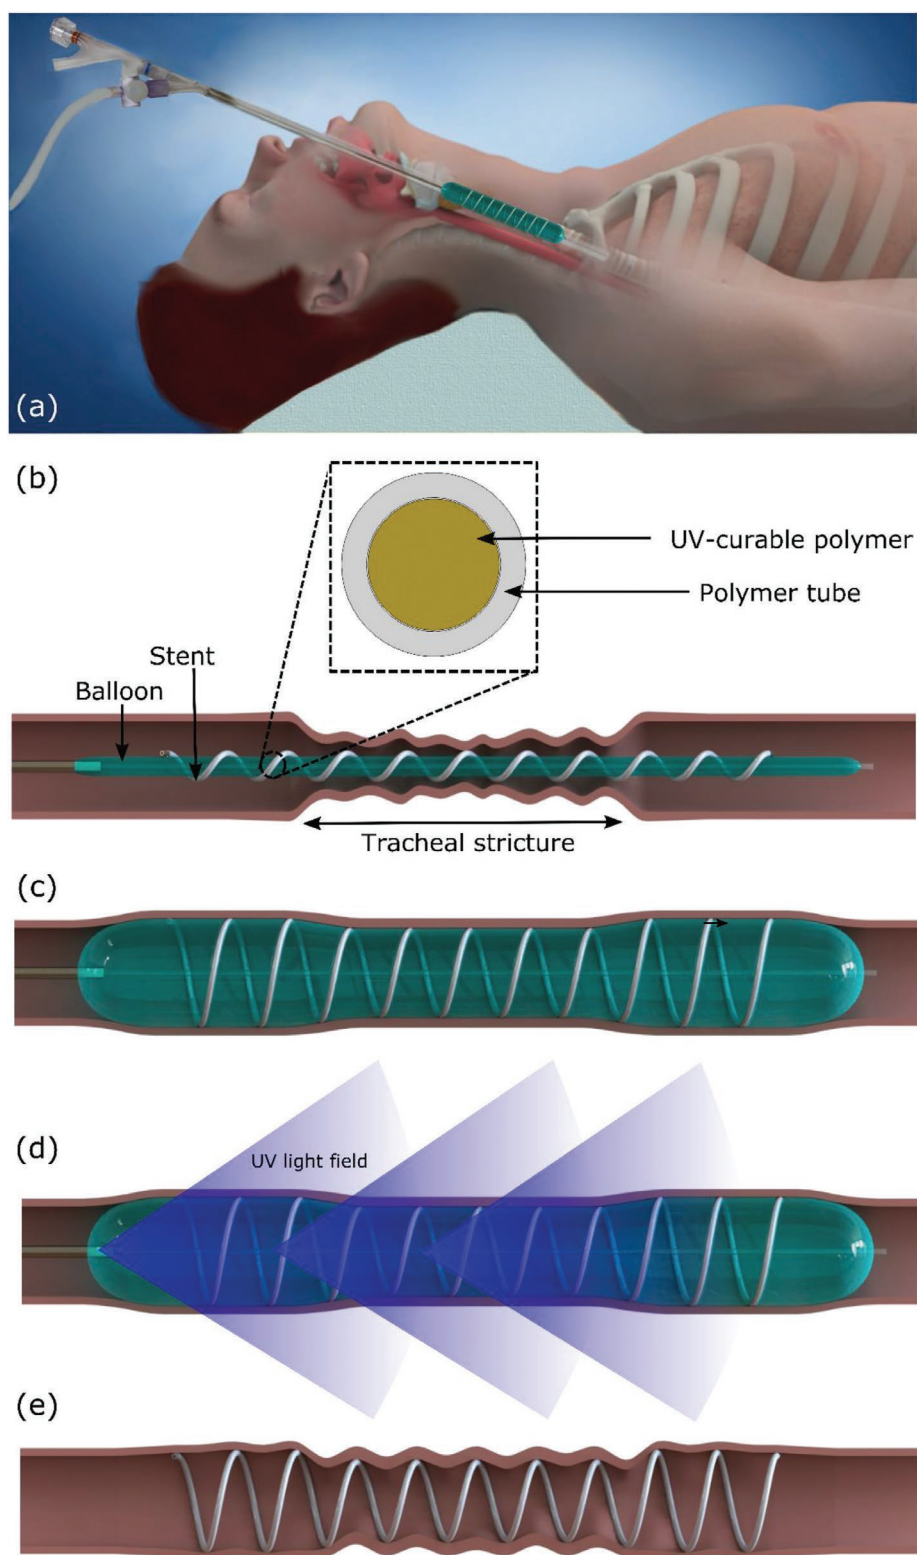 (a)
(b)
UV-curable polymer
Polymer tube
Stent
Balloon
Tracheal stricture
(c)
(d)
UV light field
(e)